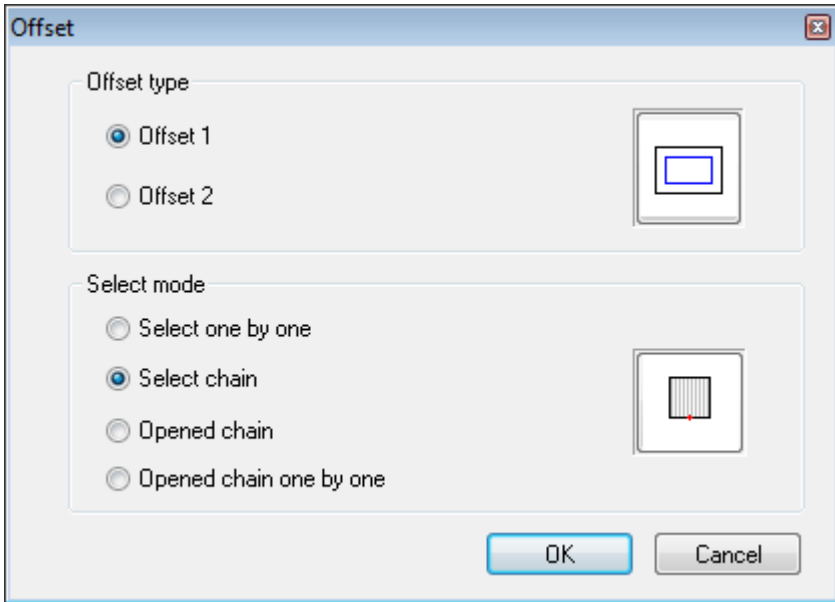 Offset
Offset type
Offset 1
Offset 2
Select mode
Select one by one
Select chain
Opened chain
Opened chain one by one
OK
Cancel